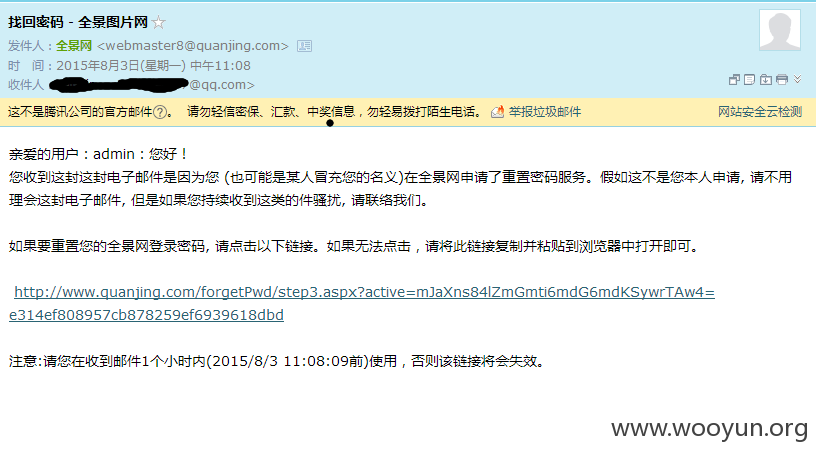 找回密码 - 全景图片网
发件人：全景网 <webmaster8@quanjing.com>
时 间：2015年8月3日(星期一) 中午11:08
收件人 @qq.com>
这不是腾讯公司的官方邮件?。 请勿轻信密保、汇款、中奖信息，勿轻易拨打陌生电话。 举报垃圾邮件 网站安全云检测
亲爱的用户：admin：您好！
您收到这封这封电子邮件是因为您 (也可能是某人冒充您的名义)在全景网申请了重置密码服务。假如这不是您本人申请, 请不用
理会这封电子邮件, 但是如果您持续收到这类的件骚扰, 请联络我们。
如果要重置您的全景网登录密码, 请点击以下链接。如果无法点击，请将此链接复制并粘贴到浏览器中打开即可。
http://www.quanjing.com/forgetPwd/step3.aspx?active=mJaXns84lZmGmti6mdG6mdKSywrTAw4=
e314ef808957cb878259ef6939618dbd
注意:请您在收到邮件1个小时内(2015/8/3 11:08:09前)使用，否则该链接将会失效。
www.wooyun.org